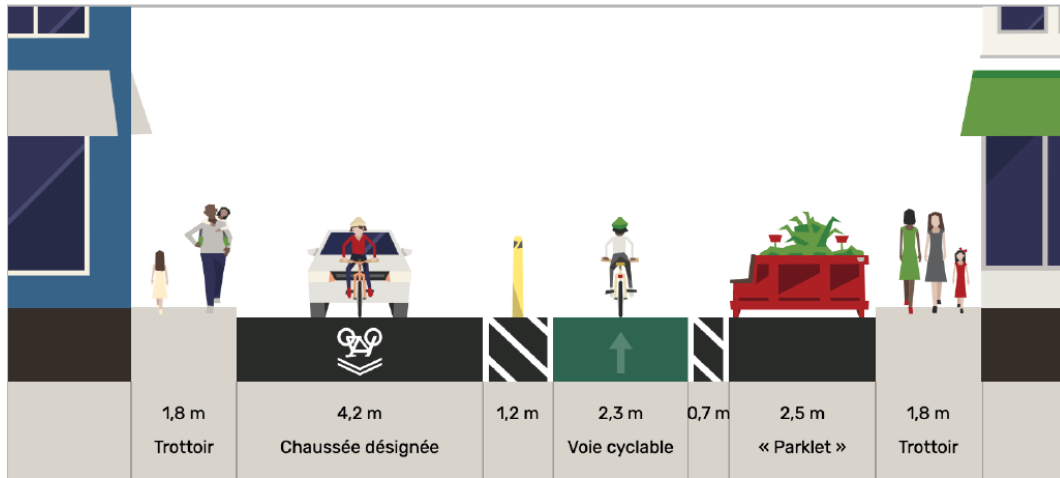 1,8 m
Trottoir
4,2 m
Chaussée désignée
1,2 m
2,3 m
Voie cyclable
0,7 m
2,5 m
« Parklet »
1,8 m
Trottoir